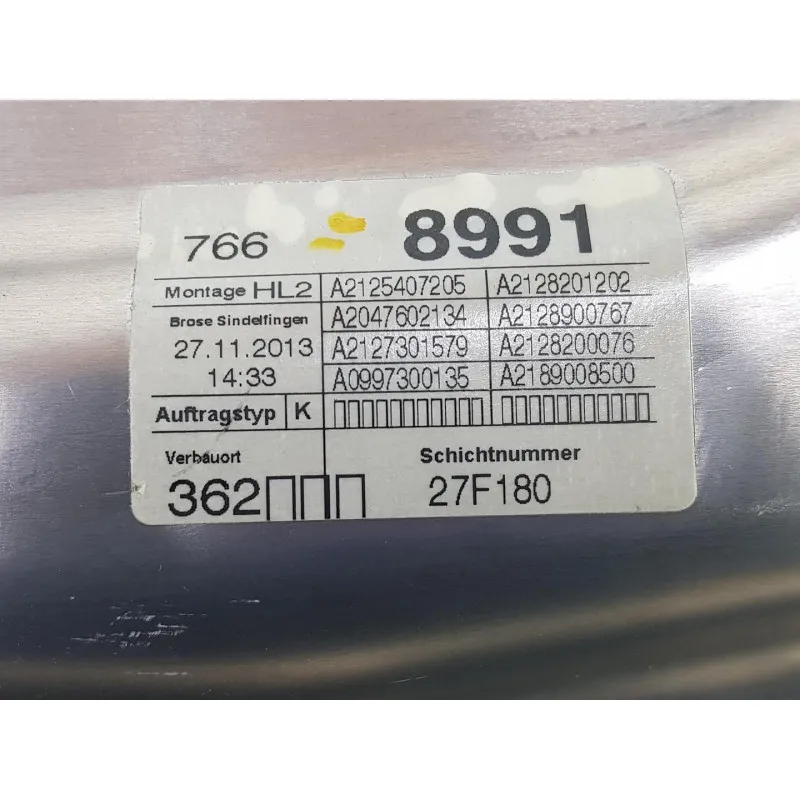 766 8991
Montage HL2 A2125407205 A2128201202
Brose Sindelfingen A2047602134 A2128900767
27.11.2013 A2127301579 A2128200076
14:33 A0997300135 A2189008500
Auftragstyp K ▯▯▯▯▯▯▯▯▯▯▯ ▯▯▯▯▯▯▯▯▯▯▯
Verbauort Schichtnummer
362▯▯▯ 27F180